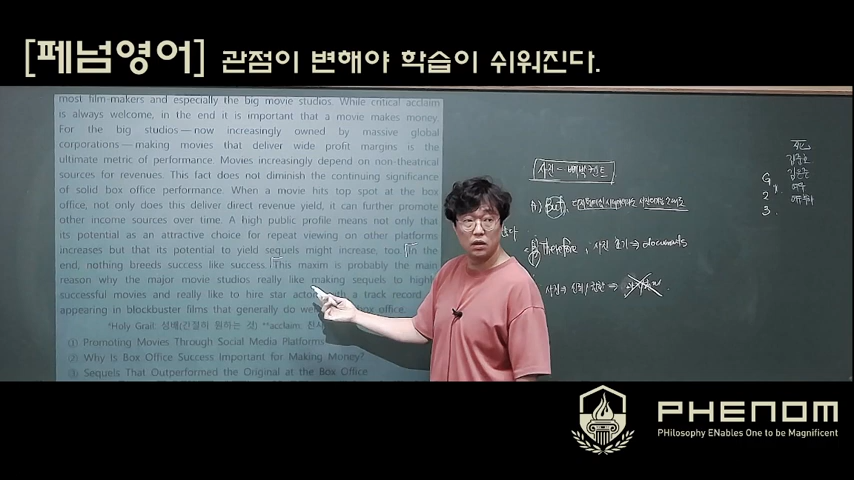 [페넘영어] 관점이 변해야 학습이 쉬워진다.
most film-makers and especially the big movie studios. While critical acclaim
is always welcome, in the end it is important that a movie makes money.
For the big studios — now increasingly owned by massive global
corporations — making movies that deliver wide profit margins is the
ultimate metric of performance. Movies increasingly depend on non-theatrical
sources for revenues. This fact does not diminish the continuing significance
of solid box office performance. When a movie hits top spot at the box
office, not only does this deliver direct revenue yield, it can further promote
other income sources over time. A high public profile means not only that
its potential as an attractive choice for repeat viewing on other platforms
increases but that its potential to yield sequels might increase, too. In the
end, nothing breeds success like success. This maxim is probably the main
reason why the major movie studios really like making sequels to highly
successful movies and really like to hire star actors with a track record
appearing in blockbuster films that generally do we box office.
*Holy Grail: 성배(간절히 원하는 것) **acclaim: 찬사
① Promoting Movies Through Social Media Platforms
② Why Is Box Office Success Important for Making Money?
③ Sequels That Outperformed the Original at the Box Office
(A) But,
(B) Therefore, 사진 documents
G
2
3.
PHENOM
PHilosophy ENables One to be Magnificent